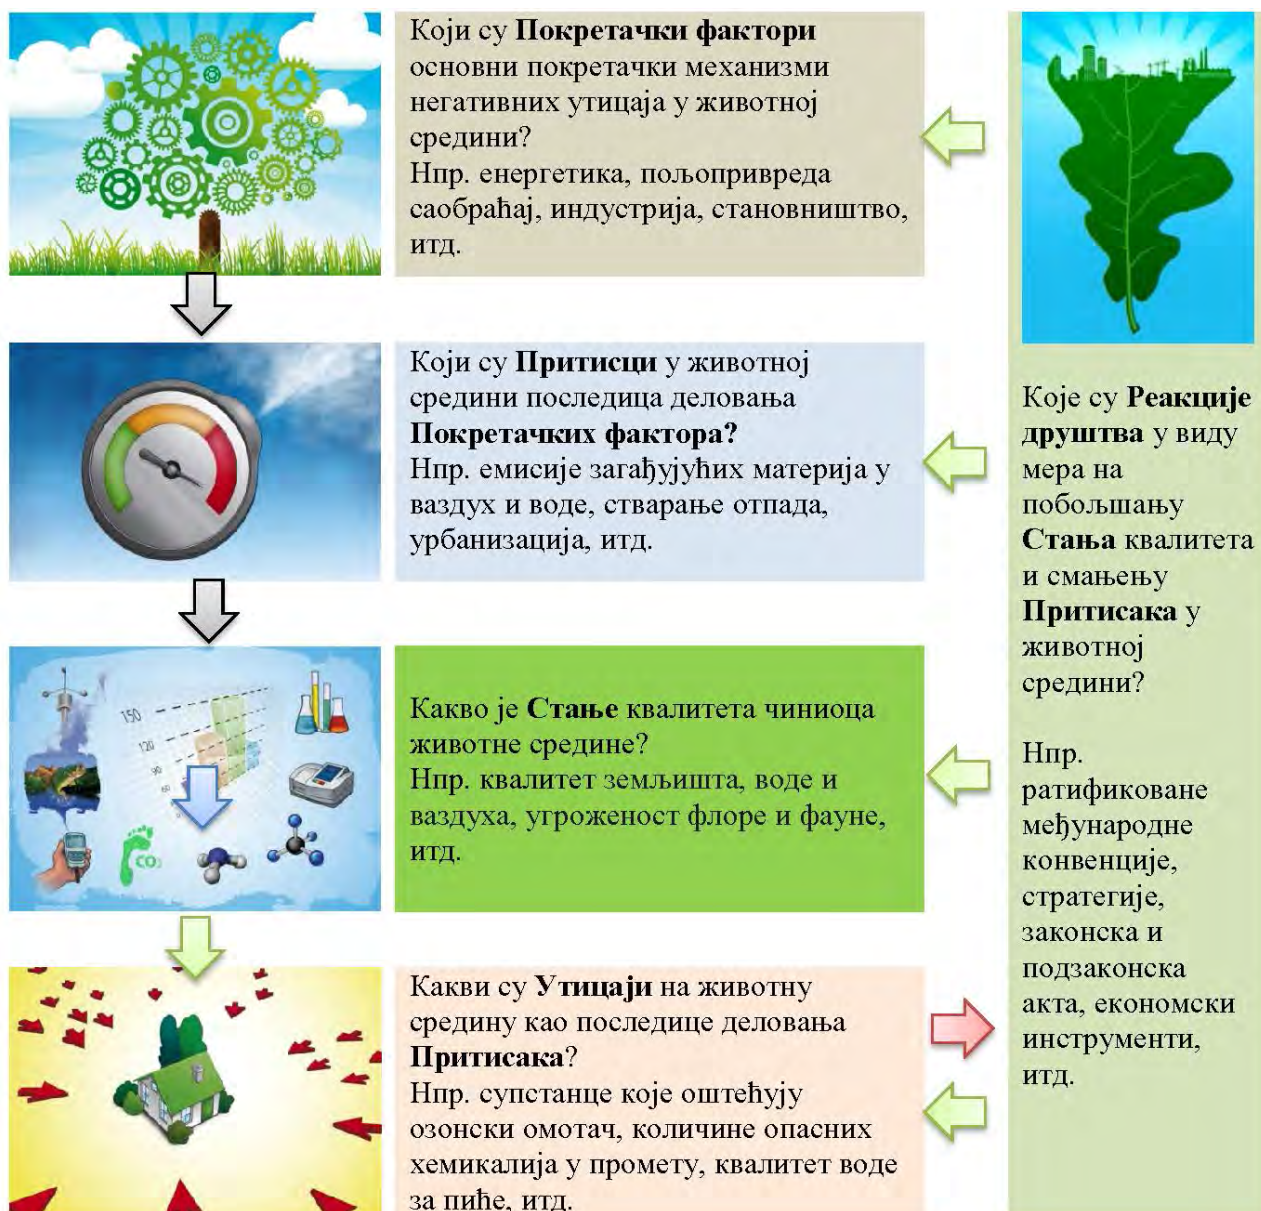 Који су Покретачки фактори
основни покретачки механизми
негативних утицаја у животној
средини?
Нпр. енергетика, пољопривреда
саобраћај, индустрија, становништво,
итд.
Који су Притисци у животној
средини последица деловања
Покретачких фактора?
Нпр. емисије загађујућих материја у
ваздух и воде, стварање отпада,
урбанизација, итд.
150
120
90
60
CO₂
Какво је Стање квалитета чиниоца
животне средине?
Нпр. квалитет земљишта, воде и
ваздуха, угроженост флоре и фауне,
итд.
Какви су Утицаји на животну
средину као последице деловања
Притисака?
Нпр. супстанце које оштећују
озонски омотач, количине опасних
хемикалија у промету, квалитет воде
за пиће, итд.
Које су Реакције
друштва у виду
мера на
побољшању
Стања квалитета
и смањењу
Притисака у
животној
средини?
Нпр.
ратификоване
међународне
конвенције,
стратегије,
законска и
подзаконска
акта, економски
инструменти,
итд.